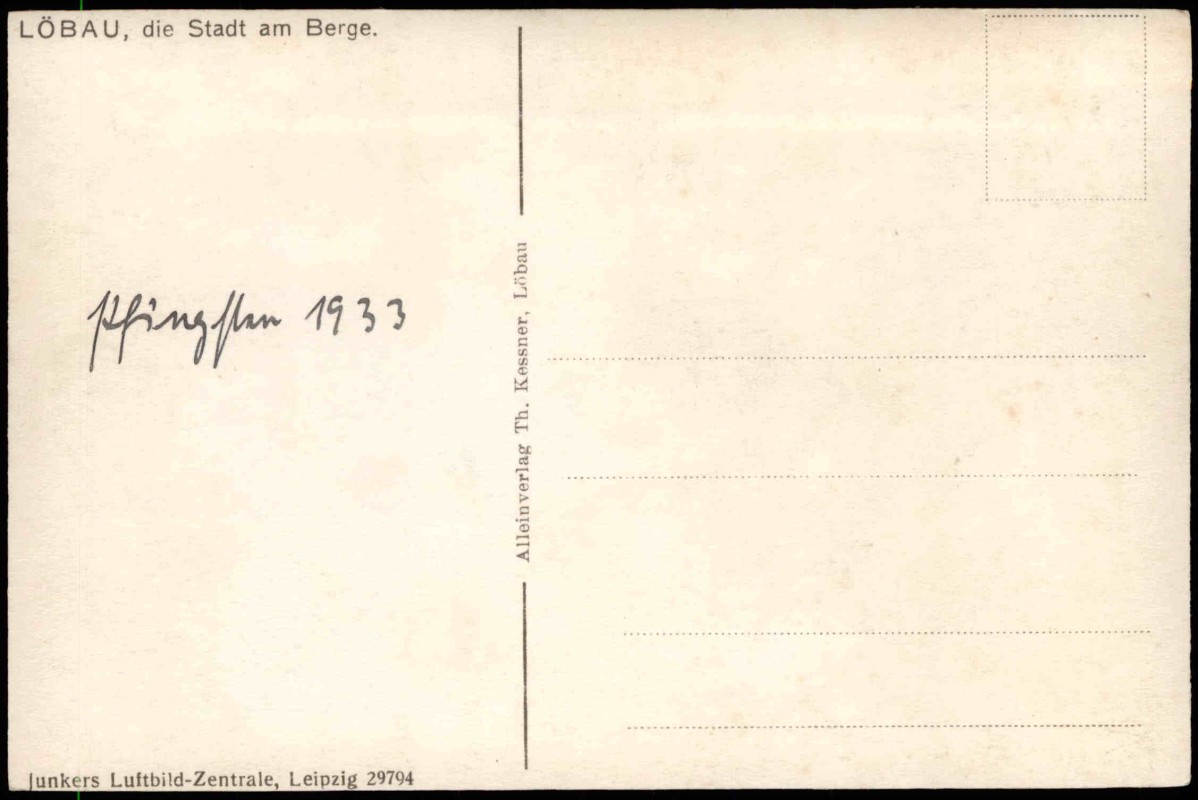 LÖBAU, die Stadt am Berge.
Pfingsten 1933
Alleinverlag Th. Kessner, Löbau
Junkers Luftbild-Zentrale, Leipzig 29794